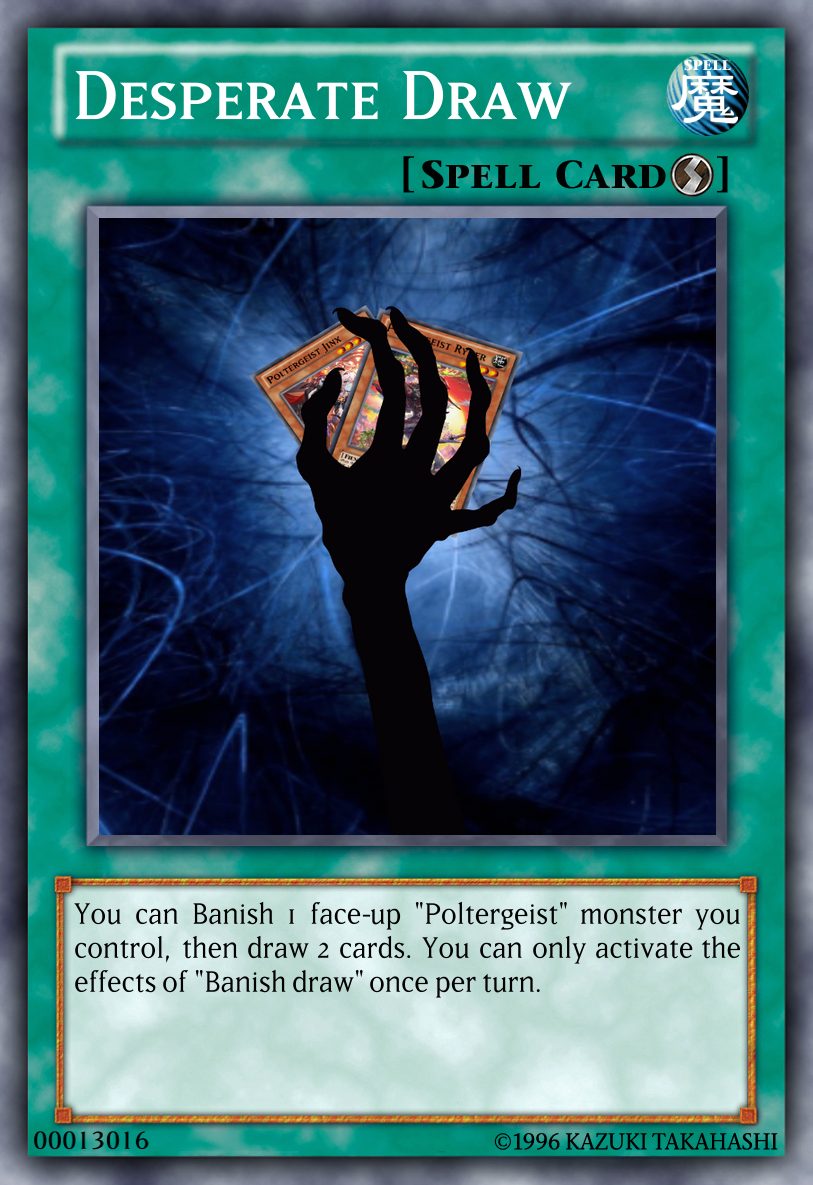 Desperate Draw
SPELL
魔
[Spell Card]
Poltergeist Jinx
You can Banish 1 face-up "Poltergeist" monster you
control, then draw 2 cards. You can only activate the
effects of "Banish draw" once per turn.
00013016
©1996 KAZUKI TAKAHASHI